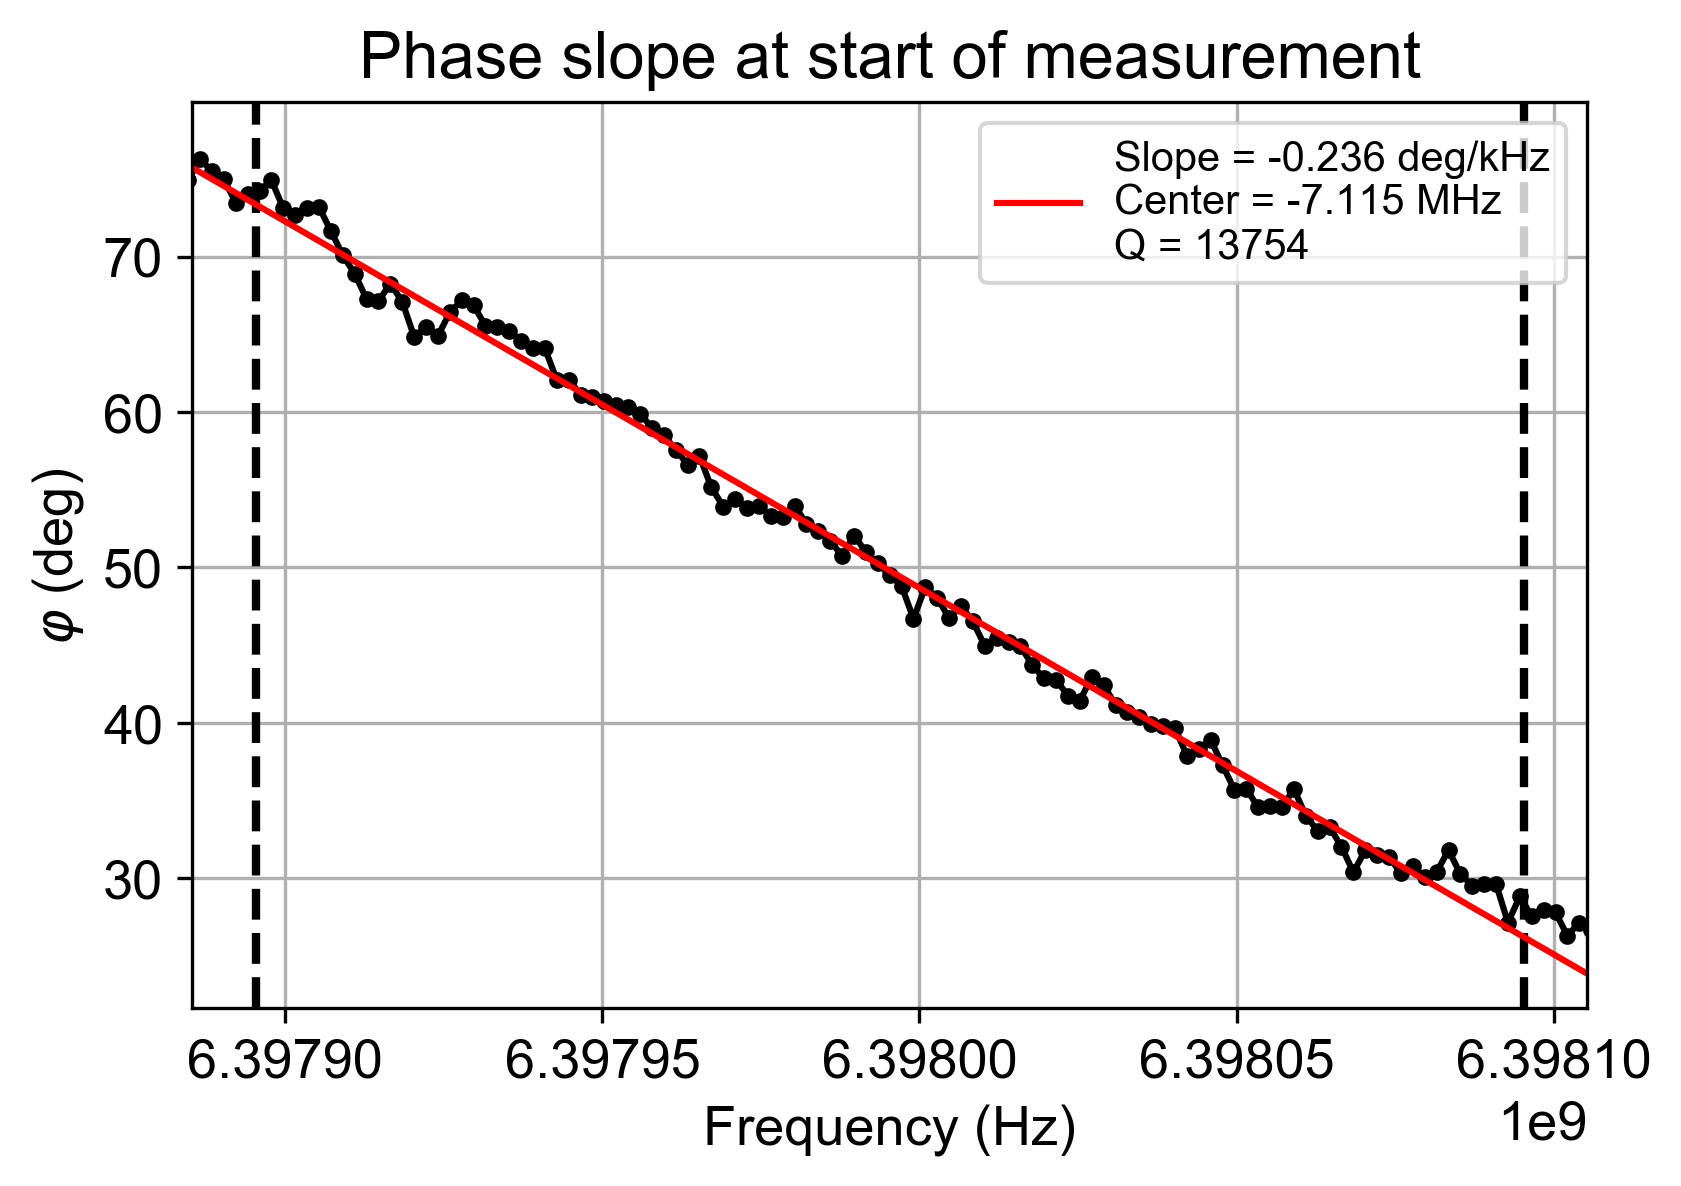 Phase slope at start of measurement
Slope = -0.236 deg/kHz
Center = -7.115 MHz
Q = 13754
70
60
50
40
30
φ (deg)
6.39790 6.39795 6.39800 6.39805 6.39810
Frequency (Hz)
1e9